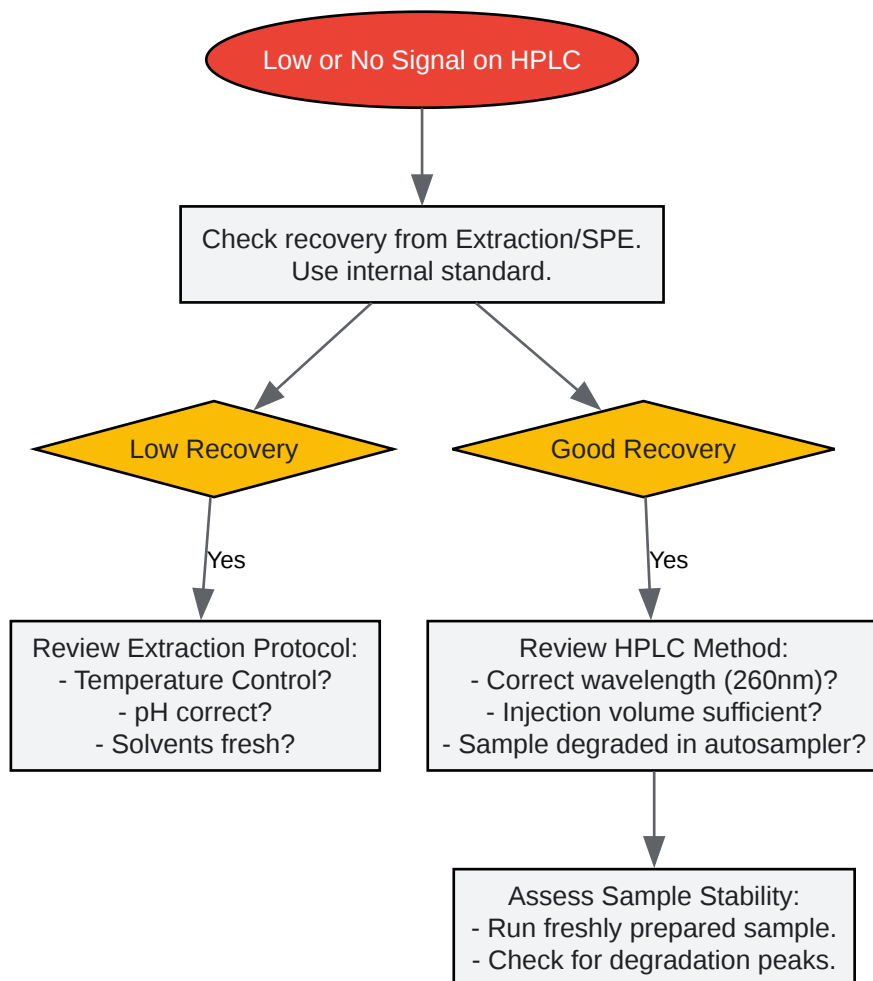 Low or No Signal on HPLC
Check recovery from Extraction/SPE.
Use internal standard.
Low Recovery
Good Recovery
Yes
Yes
Review Extraction Protocol:
- Temperature Control?
- pH correct?
- Solvents fresh?
Review HPLC Method:
- Correct wavelength (260nm)?
- Injection volume sufficient?
- Sample degraded in autosampler?
Assess Sample Stability:
- Run freshly prepared sample.
- Check for degradation peaks.